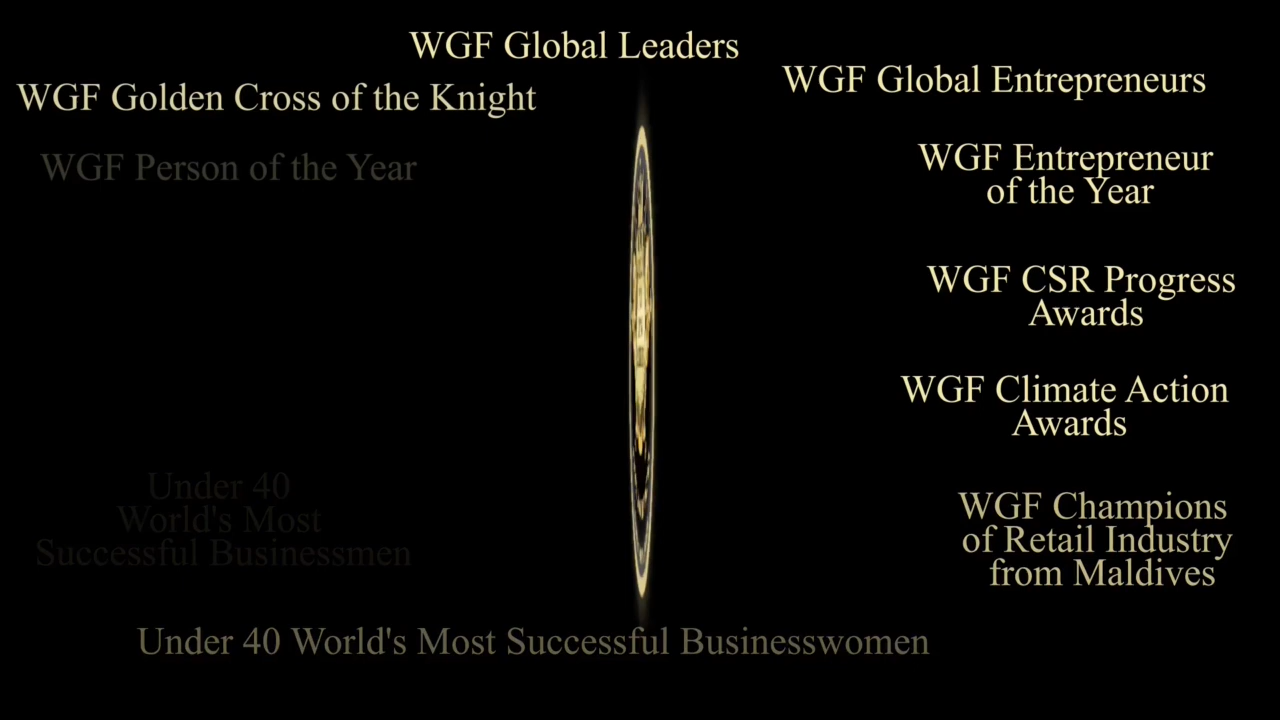 WGF Global Leaders
WGF Global Entrepreneurs
WGF Golden Cross of the Knight
WGF Person of the Year
WGF Entrepreneur
of the Year
WGF CSR Progress
Awards
WGF Climate Action
Awards
WGF Champions
of Retail Industry
from Maldives
Under 40
World's Most
Successful Businessmen
Under 40 World's Most Successful Businesswomen